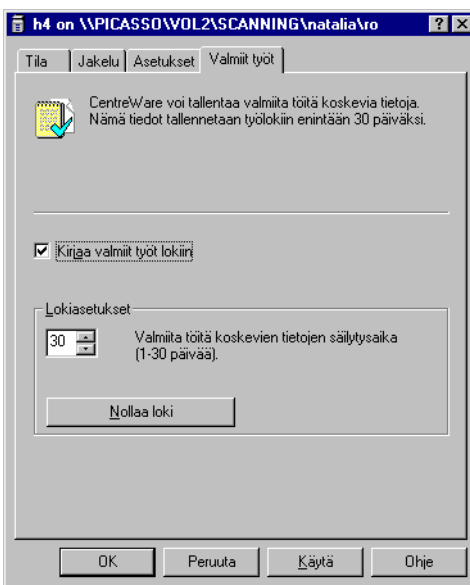 h4 on \\PICASSO\VOL2\SCANNING\natalia\ro
Tila Jakelu Asetukset Valmiit työt
CentreWare voi tallentaa valmiita töitä koskevia tietoja.
Nämä tiedot tallennetaan työlokiin enintään 30 päiväksi.
Kirjaa valmiit työt lokiin
Lokiasetukset
30 Valmiita töitä koskevien tietojen säilytysaika
(1-30 päivää).
Nollaa loki
OK Peruuta Käytä Ohje